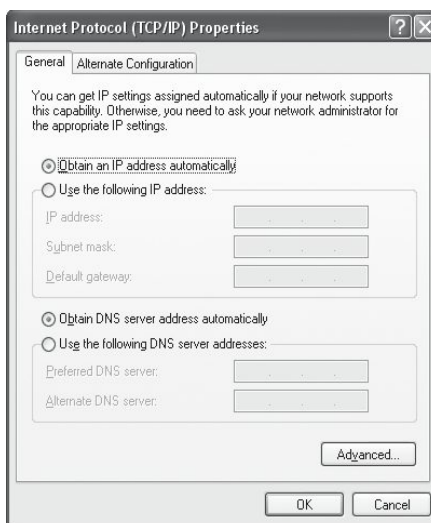 Internet Protocol (TCP/IP) Properties
? X
General Alternate Configuration
You can get IP settings assigned automatically if your network supports
this capability. Otherwise, you need to ask your network administrator for
the appropriate IP settings.
Obtain an IP address automatically
Use the following IP address:
IP address:
Subnet mask:
Default gateway:
Obtain DNS server address automatically
Use the following DNS server addresses:
Preferred DNS server:
Alternate DNS server:
Advanced...
OK Cancel